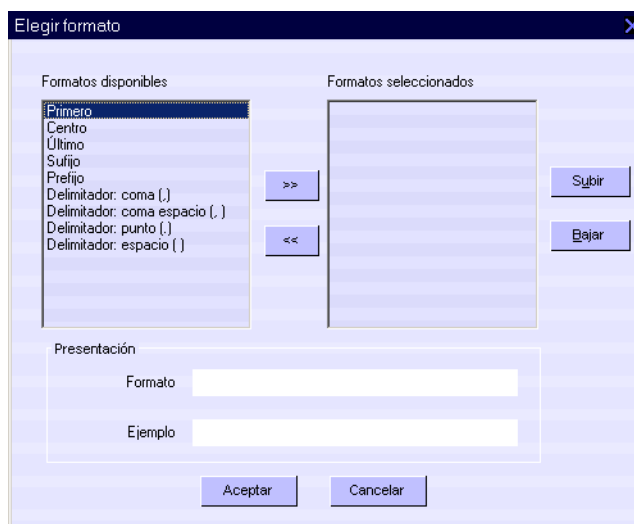 Elegir formato
Formatos disponibles
Formatos seleccionados
Primero
Centro
Último
Sufijo
Prefijo
Delimitador: coma (,)
Delimitador: coma espacio (, )
Delimitador: punto (.)
Delimitador: espacio ( )
>>
<<
Subir
Bajar
Presentación
Formato
Ejemplo
Aceptar
Cancelar